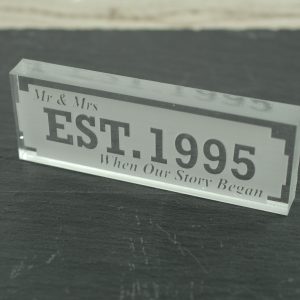 Mr & Mrs
EST.1995
When Our Story Began